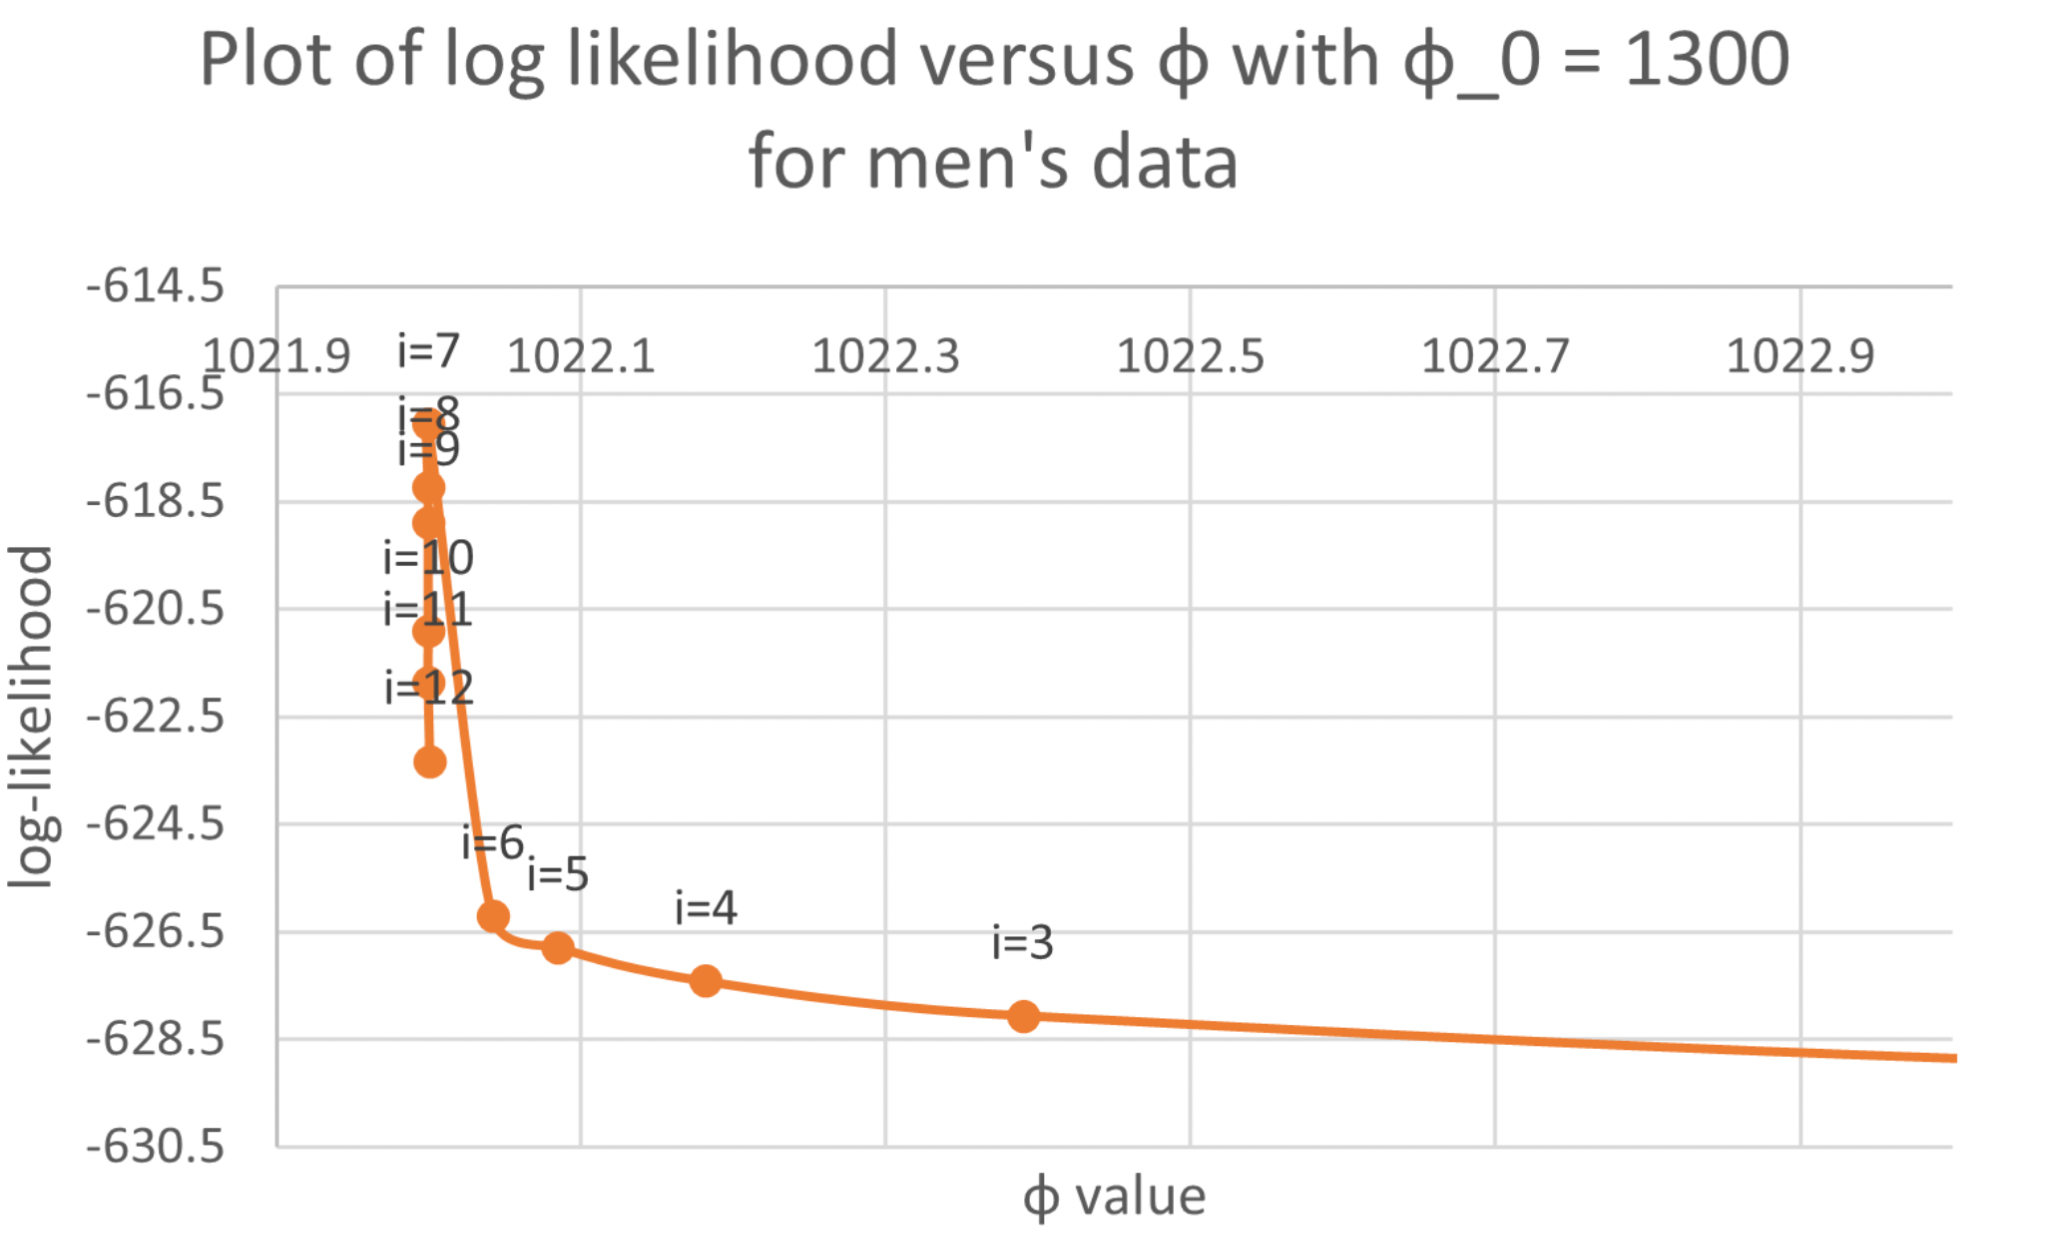 Plot of log likelihood versus ϕ with ϕ_0 = 1300
for men's data
-614.5
1021.9
1022.1
1022.3
1022.5
1022.7
1022.9
i=7
-616.5
i=8
i=9
-618.5
i=10
i=11
-620.5
i=12
-622.5
-624.5
i=6
i=5
i=4
i=3
-626.5
-628.5
-630.5
log-likelihood
ϕ value